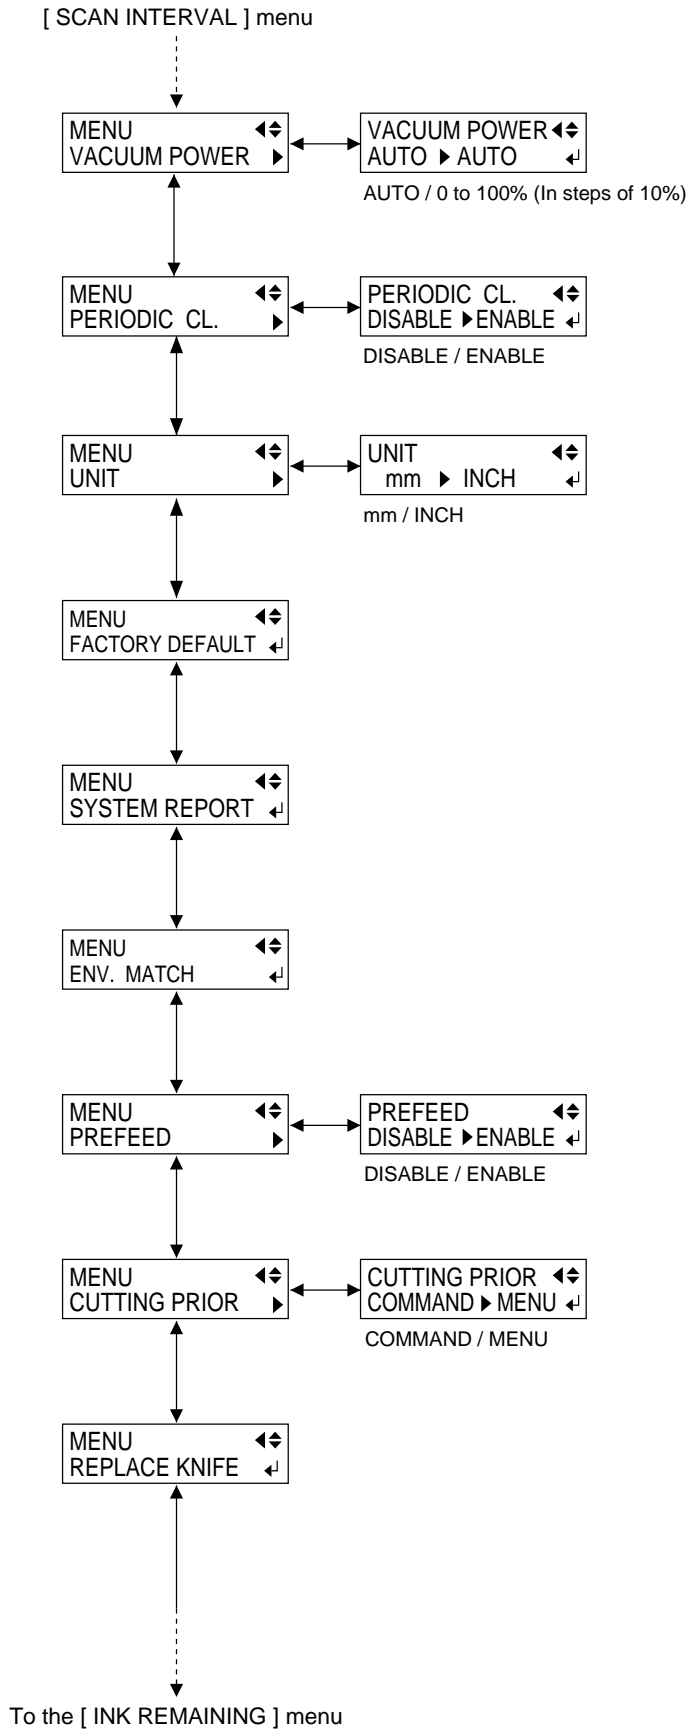 [ SCAN INTERVAL ] menu
MENU ◀◆
VACUUM POWER ▶
VACUUM POWER ◀◆
AUTO ▶ AUTO ↵
AUTO / 0 to 100% (In steps of 10%)
MENU ◀◆
PERIODIC CL. ▶
PERIODIC CL. ◀◆
DISABLE ▶ ENABLE ↵
DISABLE / ENABLE
MENU ◀◆
UNIT ▶
UNIT ◀◆
mm ▶ INCH ↵
mm / INCH
MENU ◀◆
FACTORY DEFAULT ↵
MENU ◀◆
SYSTEM REPORT ↵
MENU ◀◆
ENV. MATCH ↵
MENU ◀◆
PREFEED ▶
PREFEED ◀◆
DISABLE ▶ ENABLE ↵
DISABLE / ENABLE
MENU ◀◆
CUTTING PRIOR ▶
CUTTING PRIOR ◀◆
COMMAND ▶ MENU ↵
COMMAND / MENU
MENU ◀◆
REPLACE KNIFE ↵
To the [ INK REMAINING ] menu